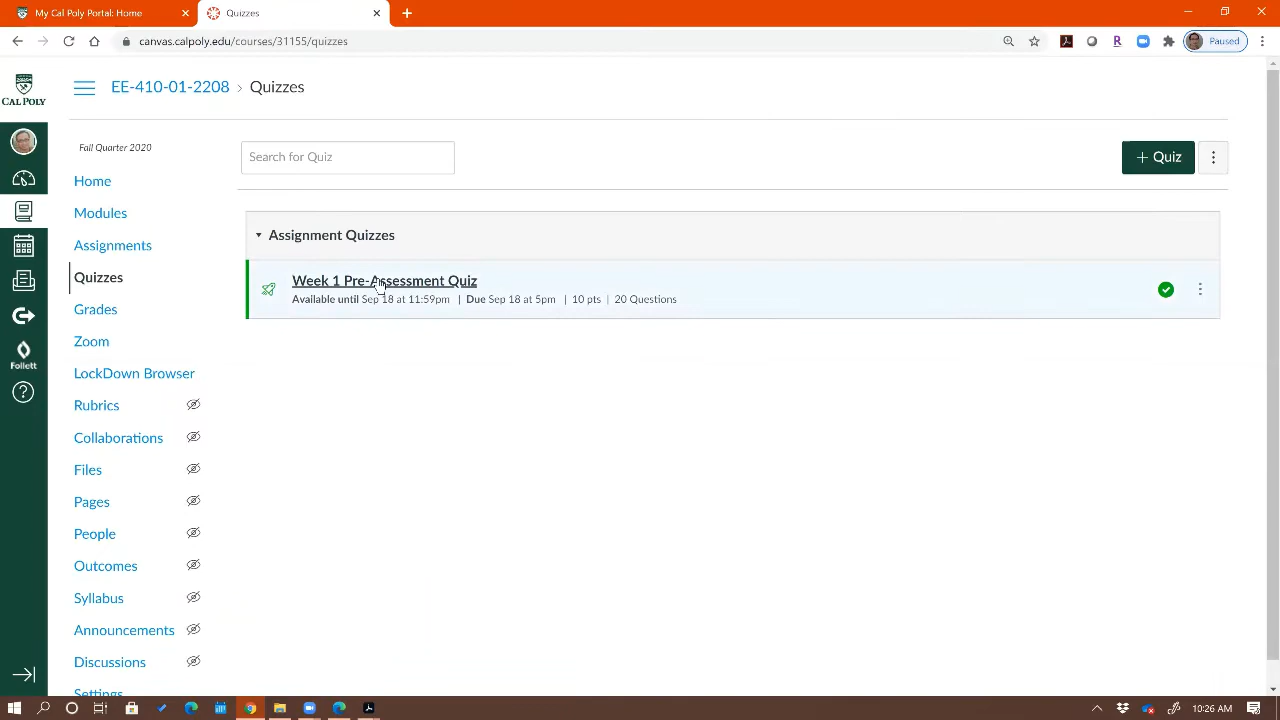 My Cal Poly Portal: Home
Quizzes
canvas.calpoly.edu/courses/31155/quizzes
R
Paused
CAL POLY
EE-410-01-2208 › Quizzes
Fall Quarter 2020
Search for Quiz
+ Quiz
Home
Modules
Assignments
Quizzes
Grades
Zoom
LockDown Browser
Rubrics
Collaborations
Files
Pages
People
Outcomes
Syllabus
Announcements
Discussions
Settings
Follett
Assignment Quizzes
Week 1 Pre-Assessment Quiz
Available until Sep 18 at 11:59pm | Due Sep 18 at 5pm | 10 pts | 20 Questions
10:26 AM